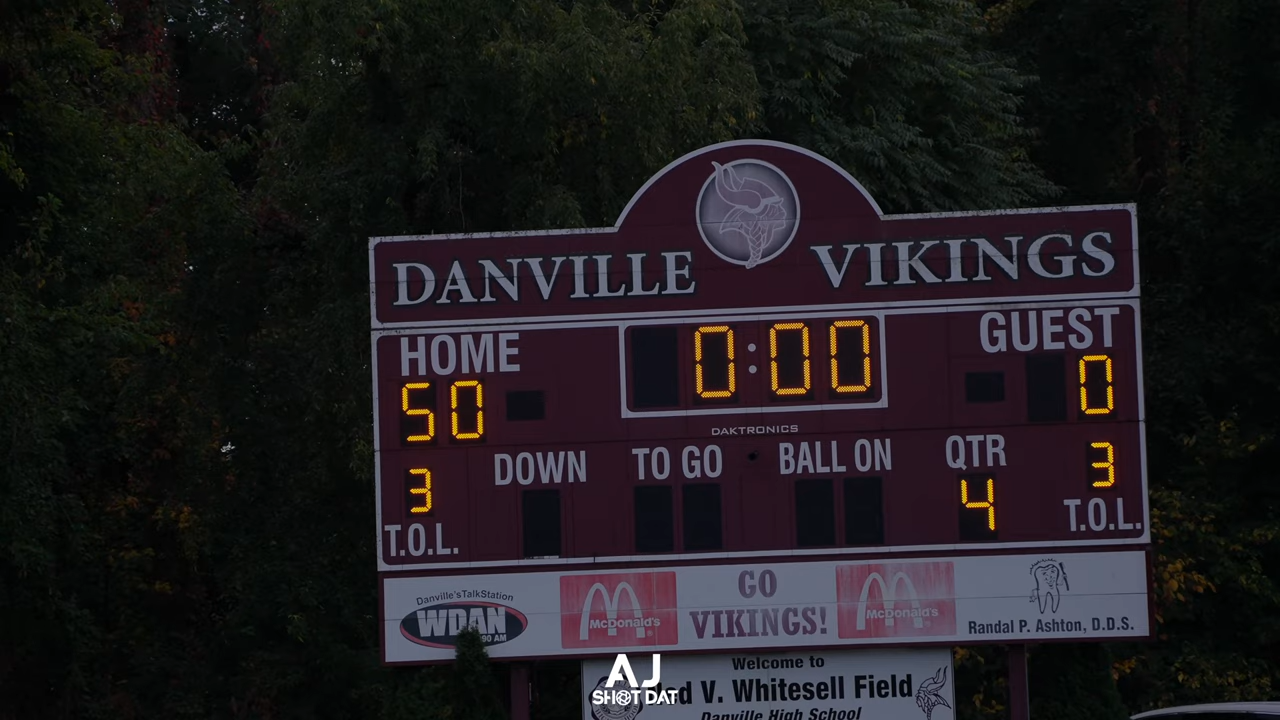 DANVILLE VIKINGS
HOME
0:00
GUEST
50
0
DAKTRONICS
DOWN
TO GO
BALL ON
QTR
3
4
3
T.O.L.
T.O.L.
Danville'sTalkStation
WDAN
90 AM
McDonald's
GO
VIKINGS!
McDonald's
Randal P. Ashton, D.D.S.
Welcome to
V. Whitesell Field
Danville High School
AJ
SHOT DAT